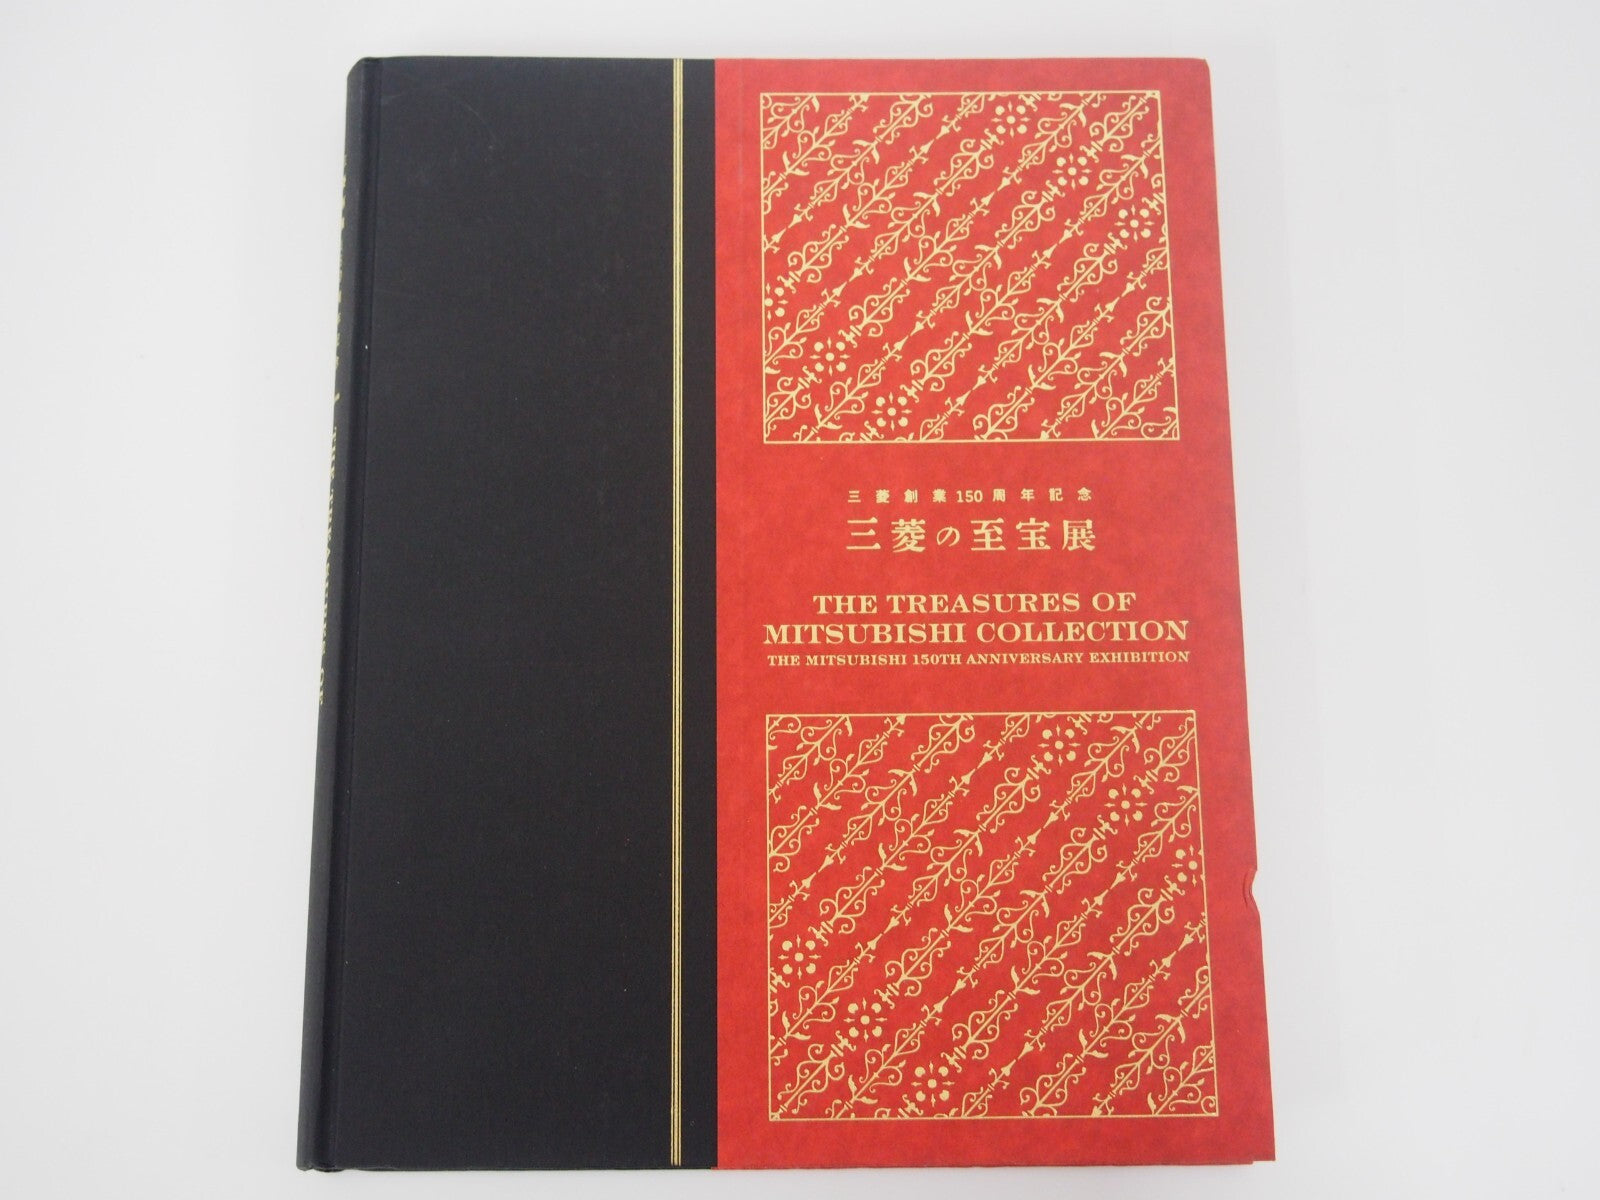 三菱創業150周年記念
三菱の至宝展
THE TREASURES OF
MITSUBISHI COLLECTION
THE MITSUBISHI 150TH ANNIVERSARY EXHIBITION